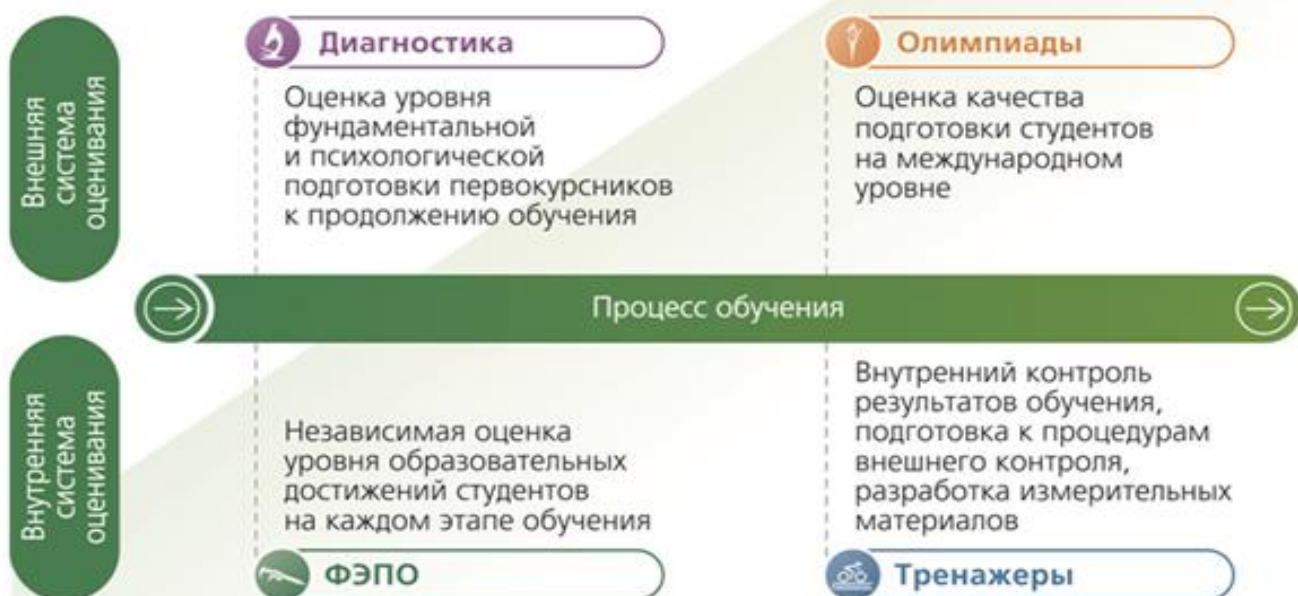 Внешняя
система
оценивания
Диагностика
Оценка уровня
фундаментальной
и психологической
подготовки первокурсников
к продолжению обучения
Олимпиады
Оценка качества
подготовки студентов
на международном
уровне
Процесс обучения
Внутренняя
система
оценивания
Независимая оценка
уровня образовательных
достижений студентов
на каждом этапе обучения
ФЭПО
Внутренний контроль
результатов обучения,
подготовка к процедурам
внешнего контроля,
разработка измерительных
материалов
Тренажеры